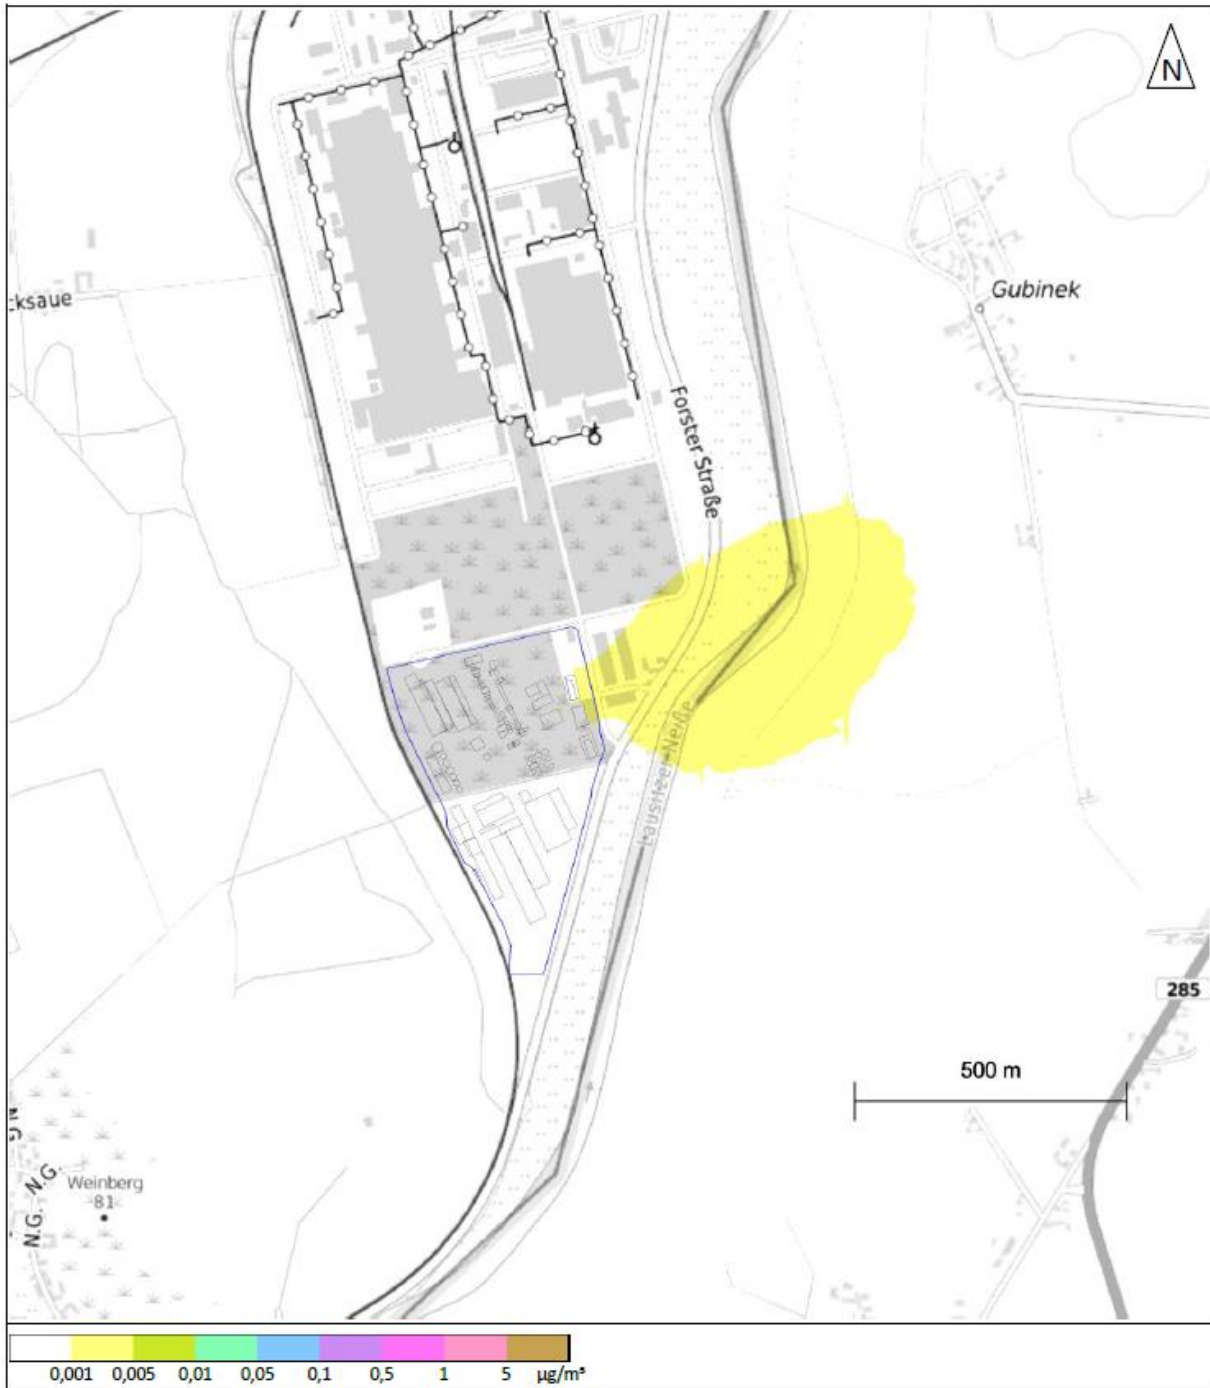 N
cksaue
Gubinek
Forster Straße
Lausitzer Neiße
285
500 m
N.G.
N.G.
Weinberg
81
0,001 0,005 0,01 0,05 0,1 0,5 1 5 µg/m³